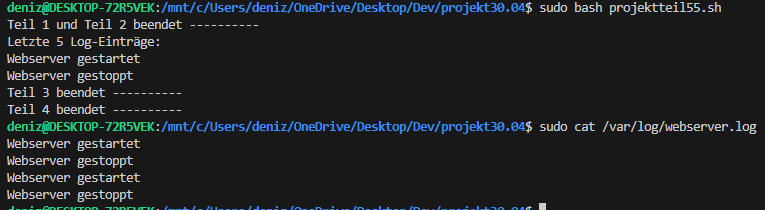 deniz@DESKTOP-72R5VEK:/mnt/c/Users/deniz/OneDrive/Desktop/Dev/projekt30.04$ sudo bash projektteil55.sh
Teil 1 und Teil 2 beendet ----------
Letzte 5 Log-Einträge:
Webserver gestartet
Webserver gestoppt
Teil 3 beendet ----------
Teil 4 beendet ----------
deniz@DESKTOP-72R5VEK:/mnt/c/Users/deniz/OneDrive/Desktop/Dev/projekt30.04$ sudo cat /var/log/webserver.log
Webserver gestartet
Webserver gestoppt
Webserver gestartet
Webserver gestoppt
deniz@DESKTOP-72R5VEK:/mnt/c/Users/deniz/OneDrive/Desktop/Dev/projekt30.04$